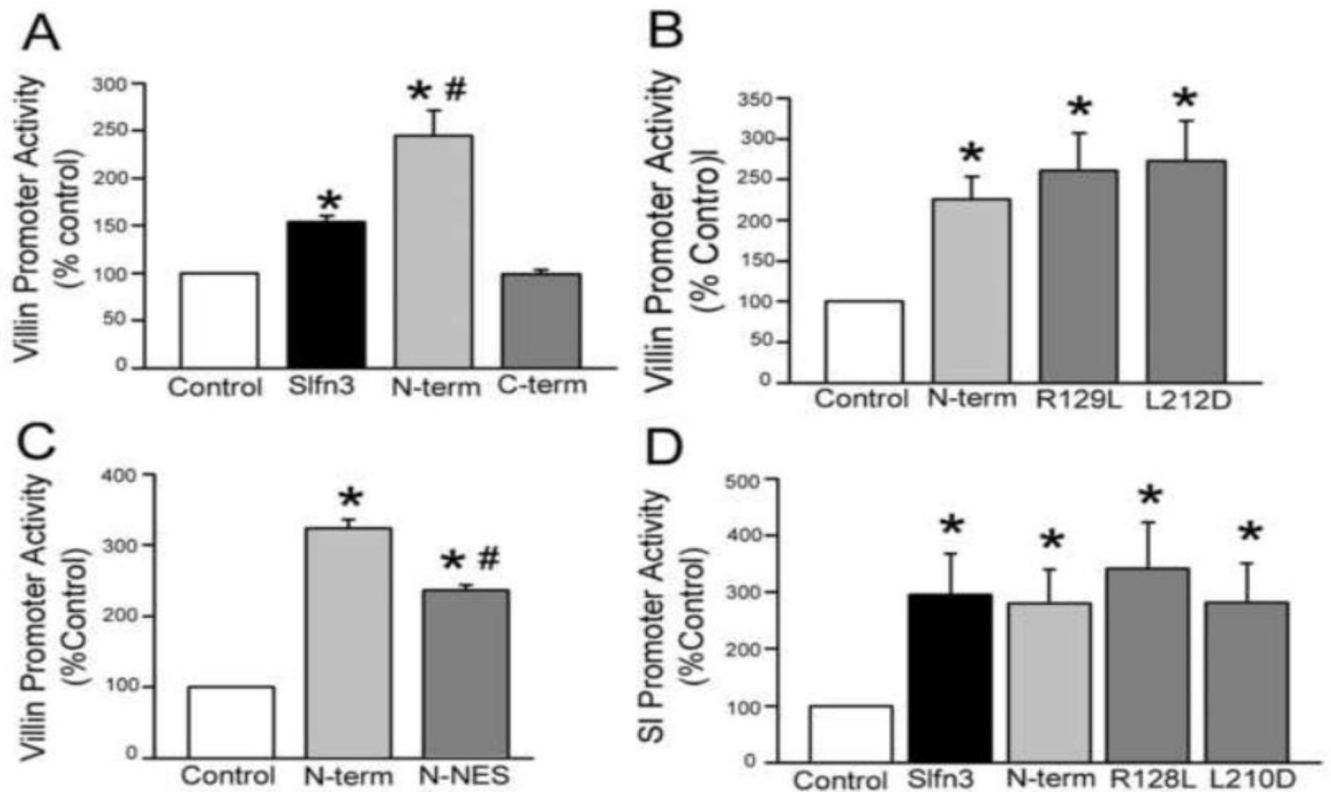 A
Villin Promoter Activity
(% control)
300
250
200
150
100
50
0
*
* #
Control Slfn3 N-term C-term
B
Villin Promoter Activity
(% Contro)l
350
300
250
200
150
100
50
0
*
*
*
Control N-term R129L L212D
C
Villin Promoter Activity
(%Control)
400
300
200
100
0
*
* #
Control N-term N-NES
D
SI Promoter Activity
(%Control)
500
400
300
200
100
0
*
*
*
*
Control Slfn3 N-term R128L L210D